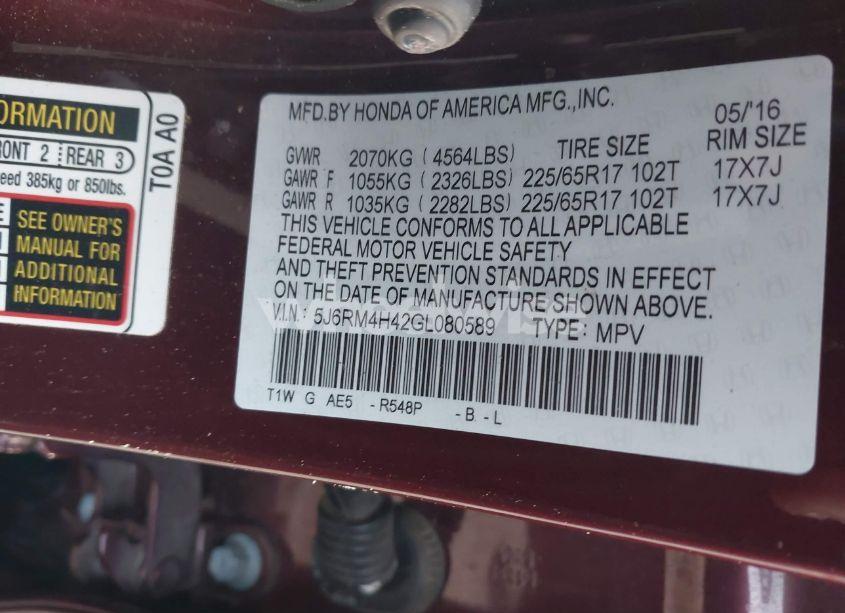 ORMATION
RONT 2 REAR 3
eed 385kg or 850lbs.
SEE OWNER'S
MANUAL FOR
ADDITIONAL
INFORMATION
T0A A0
MFD.BY HONDA OF AMERICA MFG.,INC. 05/'16
GVWR 2070KG (4564LBS) TIRE SIZE RIM SIZE
GAWR F 1055KG (2326LBS) 225/65R17 102T 17X7J
GAWR R 1035KG (2282LBS) 225/65R17 102T 17X7J
THIS VEHICLE CONFORMS TO ALL APPLICABLE
FEDERAL MOTOR VEHICLE SAFETY
AND THEFT PREVENTION STANDARDS IN EFFECT
ON THE DATE OF MANUFACTURE SHOWN ABOVE.
V.I.N.: 5J6RM4H42GL080589 TYPE: MPV
T1W G AE5 -R548P -B -L